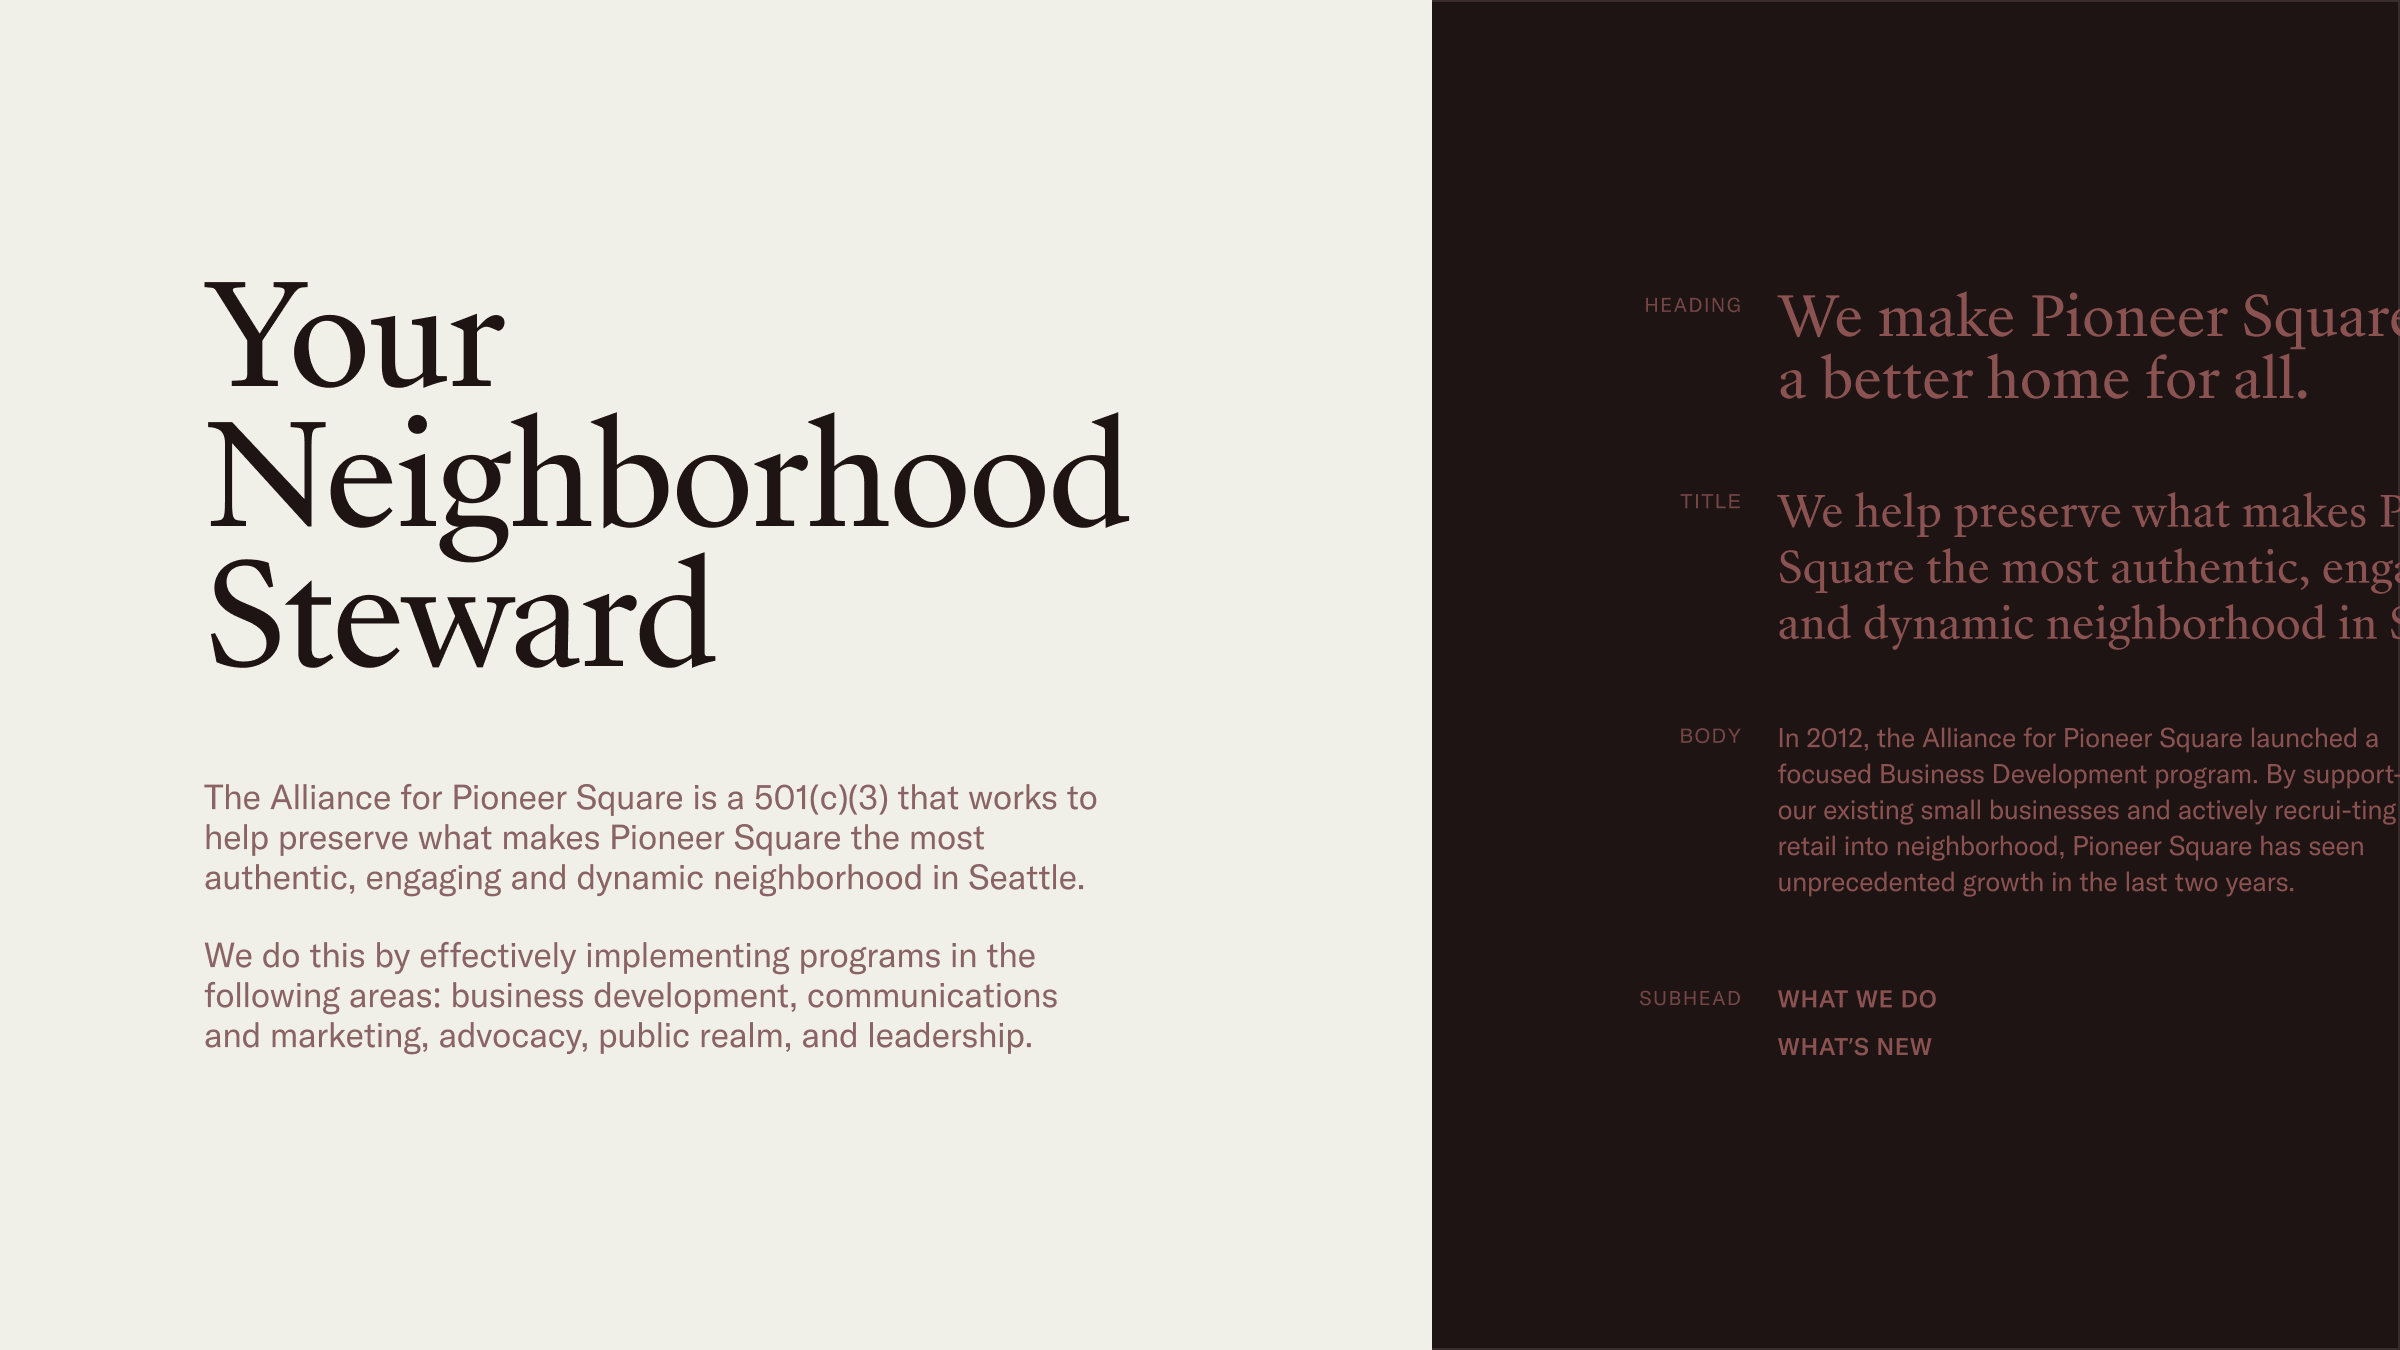 Your
Neighborhood
Steward
The Alliance for Pioneer Square is a 501(c)(3) that works to
help preserve what makes Pioneer Square the most
authentic, engaging and dynamic neighborhood in Seattle.
We do this by effectively implementing programs in the
following areas: business development, communications
and marketing, advocacy, public realm, and leadership.
HEADING
We make Pioneer Square
a better home for all.
TITLE
We help preserve what makes
Square the most authentic,
and dynamic neighborhood in
BODY
In 2012, the Alliance for Pioneer Square launched a
focused Business Development program. By support-
our existing small businesses and actively recrui-ting
retail into neighborhood, Pioneer Square has seen
unprecedented growth in the last two years.
SUBHEAD
WHAT WE DO
WHAT'S NEW